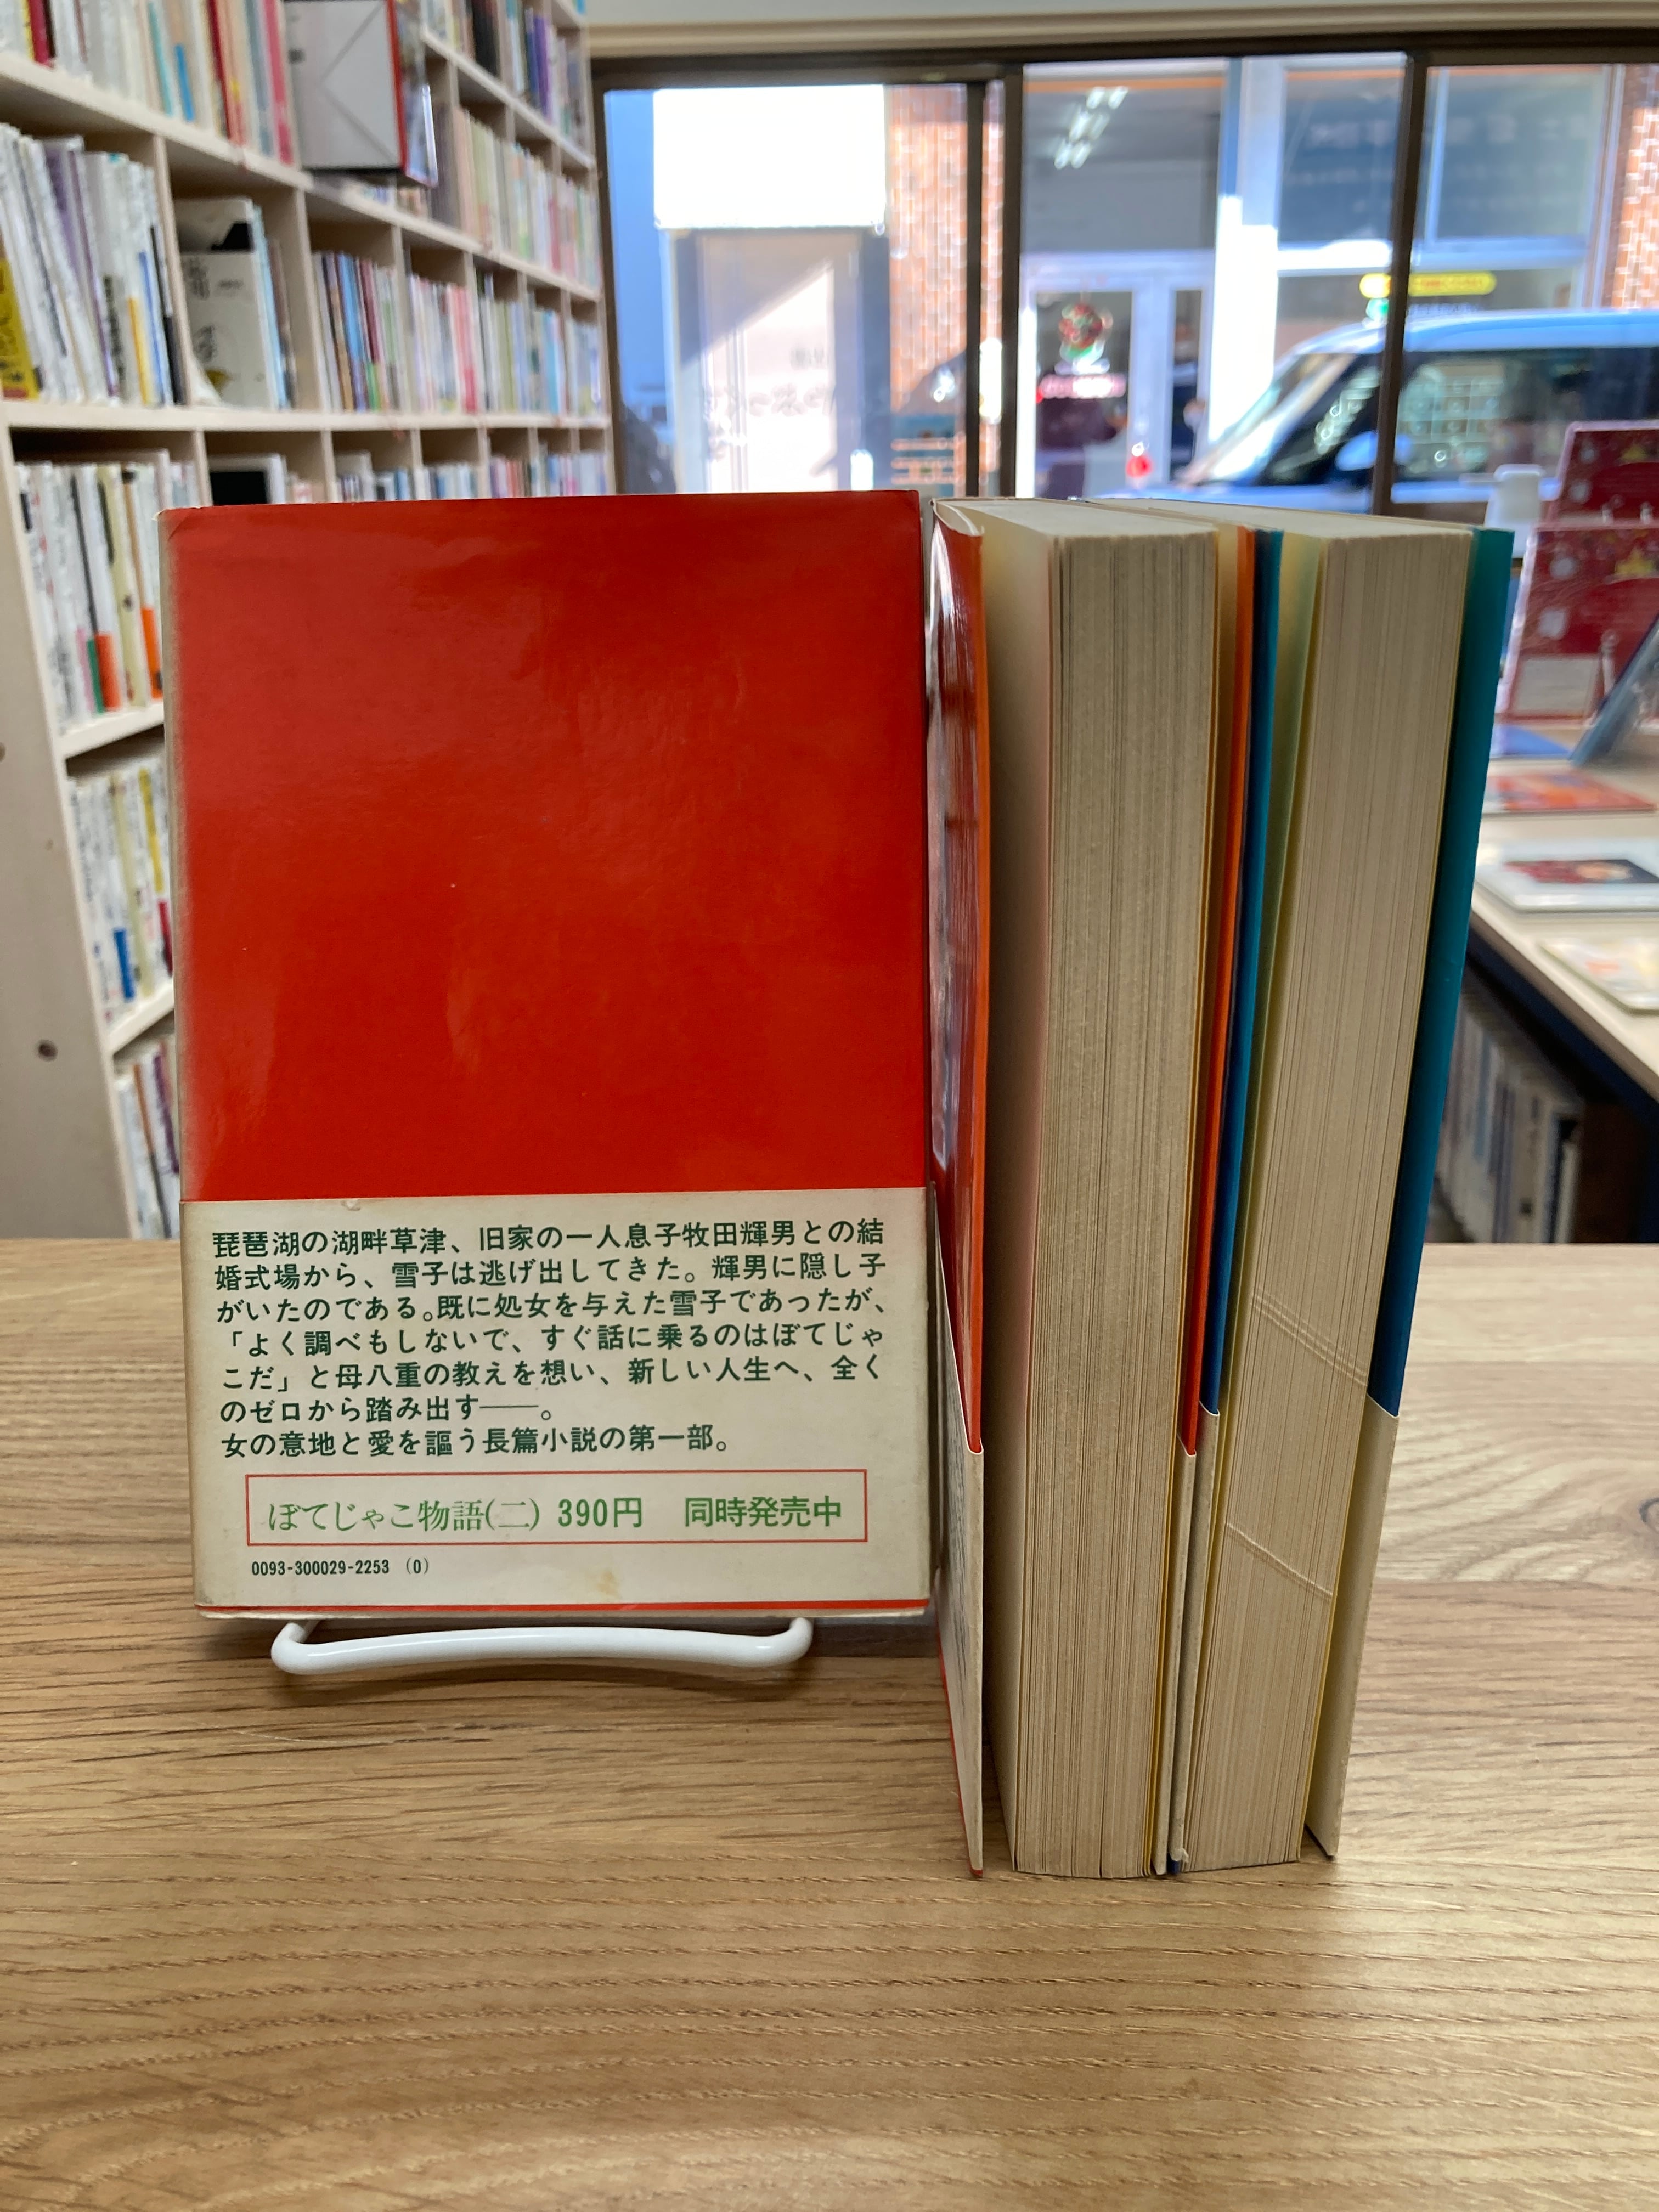 琵琶湖の湖畔草津、旧家の一人息子牧田輝男との結
婚式場から、雪子は逃げ出してきた。輝男に隠し子
がいたのである。既に処女を与えた雪子であったが、
「よく調べもしないで、すぐ話に乗るのはぼてじゃ
こだ」と母八重の教えを想い、新しい人生へ、全く
のゼロから踏み出す——。
女の意地と愛を謳う長篇小説の第一部。
ぼてじゃこ物語(二) 390円 同時発売中
0093-300029-2253 (0)